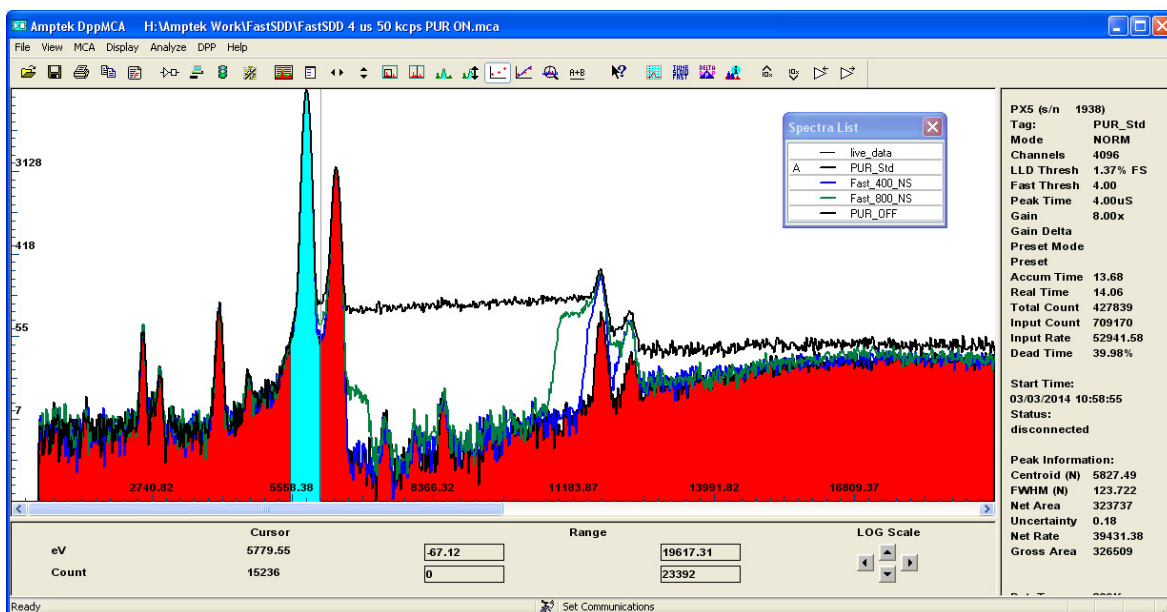 Amptek DppMCA H:\Amptek Work\FastSDD\FastSDD 4 us 50 kcps PUR ON.mca
File View MCA Display Analyze DPP Help
A+B
3128
418
55
7
2740.82 5558.38 8366.32 11183.87 13991.82 16809.37
Spectra List
live_data
A PUR_Std
Fast_400_NS
Fast_800_NS
PUR_OFF
PX5 (s/n 1938)
Tag: PUR_Std
Mode NORM
Channels 4096
LLD Thresh 1.37% FS
Fast Thresh 4.00
Peak Time 4.00uS
Gain 8.00x
Gain Delta
Preset Mode
Preset
Accum Time 13.68
Real Time 14.06
Total Count 427839
Input Count 709170
Input Rate 52941.58
Dead Time 39.98%
Start Time:
03/03/2014 10:58:55
Status:
disconnected
Peak Information:
Centroid (N) 5827.49
FWHM (N) 123.722
Net Area 323737
Uncertainty 0.18
Net Rate 39431.38
Gross Area 326509
Cursor Range LOG Scale
eV 5779.55 -67.12 19617.31
Count 15236 0 23392
Ready Set Communications